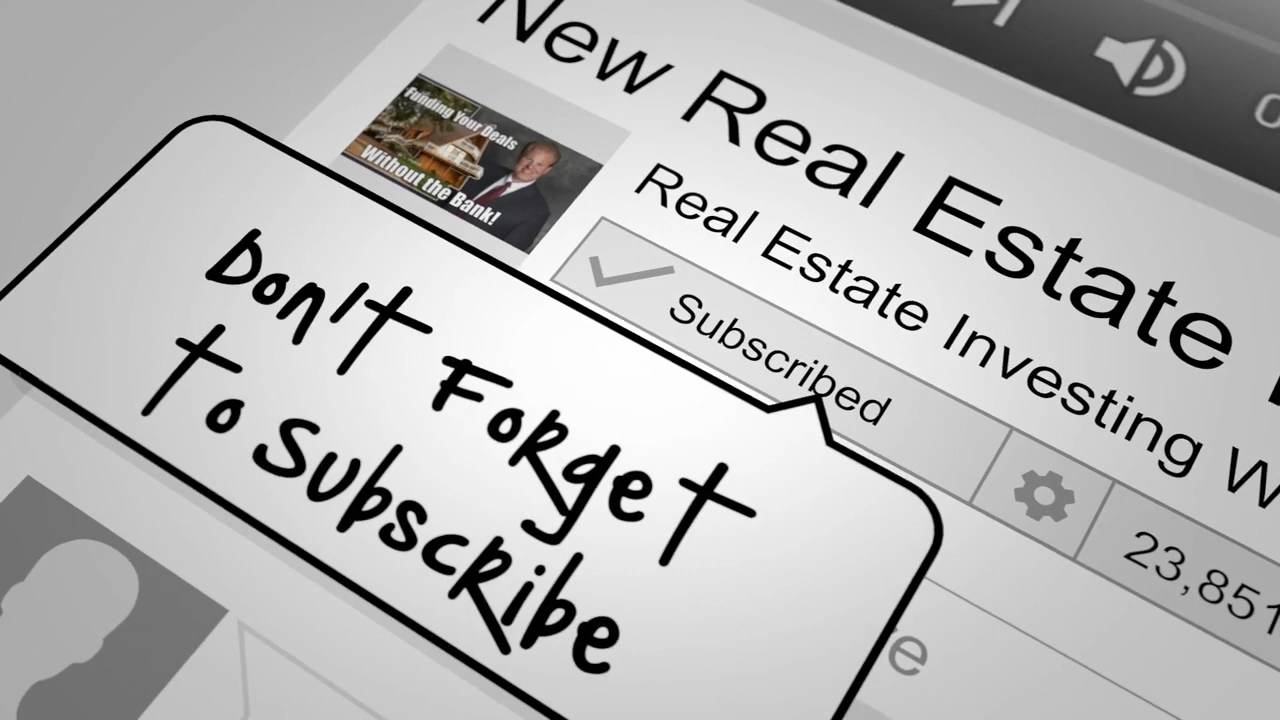 New Real Estate
Funding Your Deals
Without the Bank!
Real Estate Investing
Subscribed
23,851
Don't Forget
to Subscribe